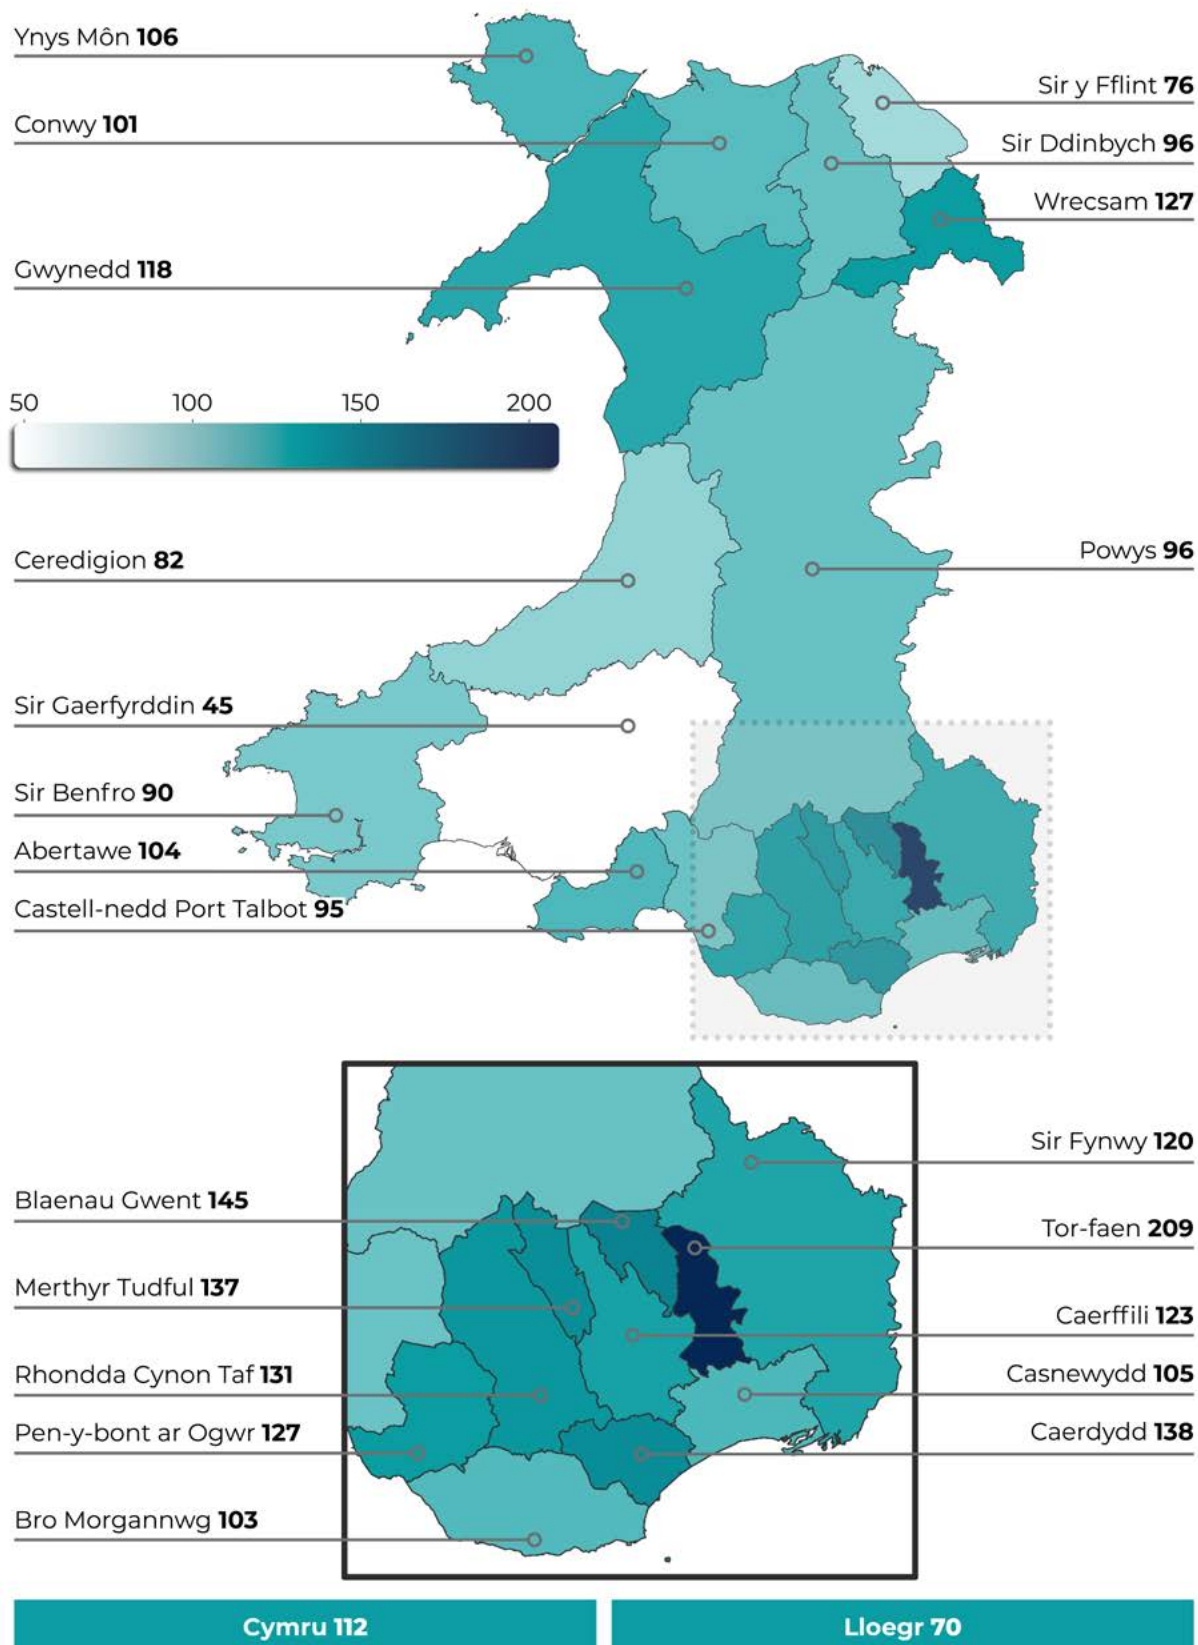 Ynys Môn 106
Conwy 101
Gwynedd 118
Sir y Fflint 76
Sir Ddinbych 96
Wrecsam 127
50 100 150 200
Ceredigion 82
Powys 96
Sir Gaerfyrddin 45
Sir Benfro 90
Abertawe 104
Castell-nedd Port Talbot 95
Blaenau Gwent 145
Merthyr Tudful 137
Rhondda Cynon Taf 131
Pen-y-bont ar Ogwr 127
Bro Morgannwg 103
Sir Fynwy 120
Tor-faen 209
Caerffili 123
Casnewydd 105
Caerdydd 138
Cymru 112
Lloegr 70